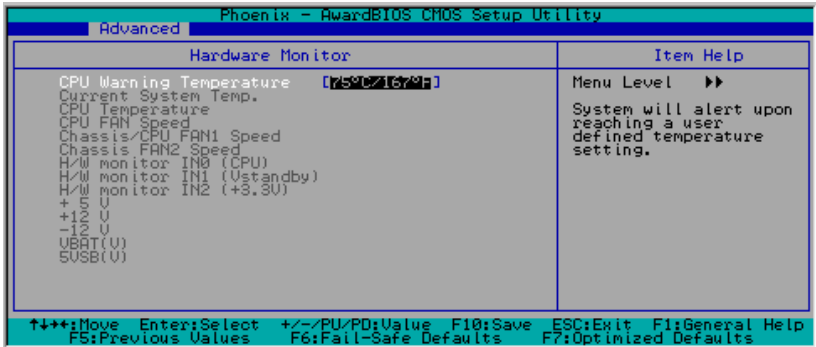 Phoenix - AwardBIOS CMOS Setup Utility
Advanced
Hardware Monitor
Item Help
CPU Warning Temperature [75°C/167°F]
Current System Temp.
CPU Temperature
CPU FAN Speed
Chassis/CPU FAN1 Speed
Chassis FAN2 Speed
H/W monitor IN0 (CPU)
H/W monitor IN1 (Vstandby)
H/W monitor IN2 (+3.3V)
+ 5 V
+12 V
-12 V
VBAT(V)
5VSB(V)
Menu Level ▶▶
System will alert upon
reaching a user
defined temperature
setting.
↑↓→←:Move Enter:Select +/-/PU/PD:Value F10:Save ESC:Exit F1:General Help
F5:Previous Values F6:Fail-Safe Defaults F7:Optimized Defaults